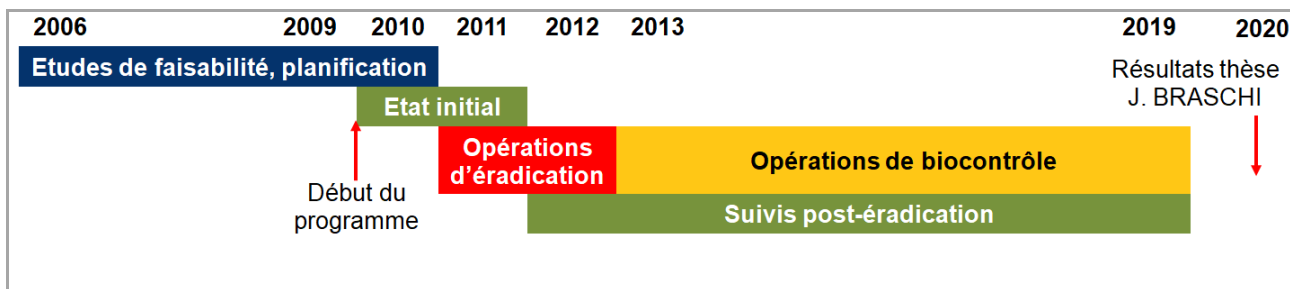 2006 2009 2010 2011 2012 2013 2019 2020
Etudes de faisabilité, planification
Résultats thèse
J. BRASCHI
Etat initial
Opérations
d'éradication
Opérations de biocontrôle
Début du
programme
Suivis post-éradication